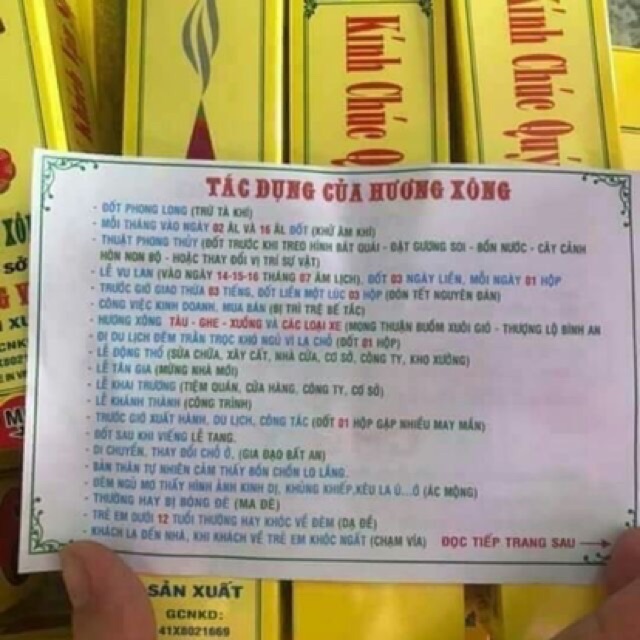 Kính Chúc Quý
Kính Chúc Quý
TÁC DỤNG CỦA HƯƠNG XÔNG
- ĐỐT PHONG LONG (TRỪ TÀ KHÍ)
- MỖI THÁNG VÀO NGÀY 02 ÂL VÀ 16 ÂL ĐỐT (KHỬ ÂM KHÍ)
- THUẬT PHONG THỦY (ĐỐT TRƯỚC KHI TREO HÌNH BÁT QUÁI - ĐẶT GƯƠNG SOI - BỒN NƯỚC - CÂY CẢNH
HÒN NON BỘ - HOẶC THAY ĐỔI VỊ TRÍ SỰ VẬT)
- LỄ VU LAN (VÀO NGÀY 14-15-16 THÁNG 07 ÂM LỊCH), ĐỐT 03 NGÀY LIỀN, MỖI NGÀY 01 HỘP
- TRƯỚC GIỜ GIAO THỪA 03 TIẾNG, ĐỐT LIỀN MỘT LÚC 03 HỘP (ĐÓN TẾT NGUYÊN ĐÁN)
- CÔNG VIỆC KINH DOANH, MUA BÁN (BỊ TRÌ TRỆ BẾ TẮC)
- HƯƠNG XÔNG TÀU - GHE - XUỒNG VÀ CÁC LOẠI XE (MONG THUẬN BUỒM XUÔI GIÓ - THƯỢNG LỘ BÌNH AN
- ĐI DU LỊCH ĐÊM TRẰN TRỌC KHÓ NGỦ VÌ LẠ CHỖ (ĐỐT 01 HỘP)
- LỄ ĐỘNG THỔ (SỬA CHỮA, XÂY CẤT, NHÀ CỬA, CƠ SỞ, CÔNG TY, KHO XƯỞNG)
- LỄ TÂN GIA (MỪNG NHÀ MỚI)
- LỄ KHAI TRƯƠNG (TIỆM QUÁN, CỬA HÀNG, CÔNG TY, CƠ SỞ)
- LỄ KHÁNH THÀNH (CÔNG TRÌNH)
- TRƯỚC GIỜ XUẤT HÀNH, DU LỊCH, CÔNG TÁC (ĐỐT 01 HỘP GẶP NHIỀU MAY MẮN)
- ĐỐT SAU KHI VIẾNG LỄ TANG.
- DI CHUYỂN, THAY ĐỔI CHỖ Ở. (GIA ĐẠO BẤT AN)
- BẢN THÂN TỰ NHIÊN CẢM THẤY BỒN CHỒN LO LẮNG.
- ĐÊM NGỦ MƠ THẤY HÌNH ẢNH KINH DỊ, KHỦNG KHIẾP, KÊU LA Ú...Ớ (ÁC MỘNG)
- THƯỜNG HAY BỊ BÓNG ĐÈ (MA ĐÈ)
- TRẺ EM DƯỚI 12 TUỔI THƯỜNG HAY KHÓC VỀ ĐÊM (DẠ ĐỀ)
- KHÁCH LẠ ĐẾN NHÀ, KHI KHÁCH VỀ TRẺ EM KHÓC NGẤT (CHẠM VÍA) ĐỌC TIẾP TRANG SAU
SẢN XUẤT
GCNKD:
41X8021669